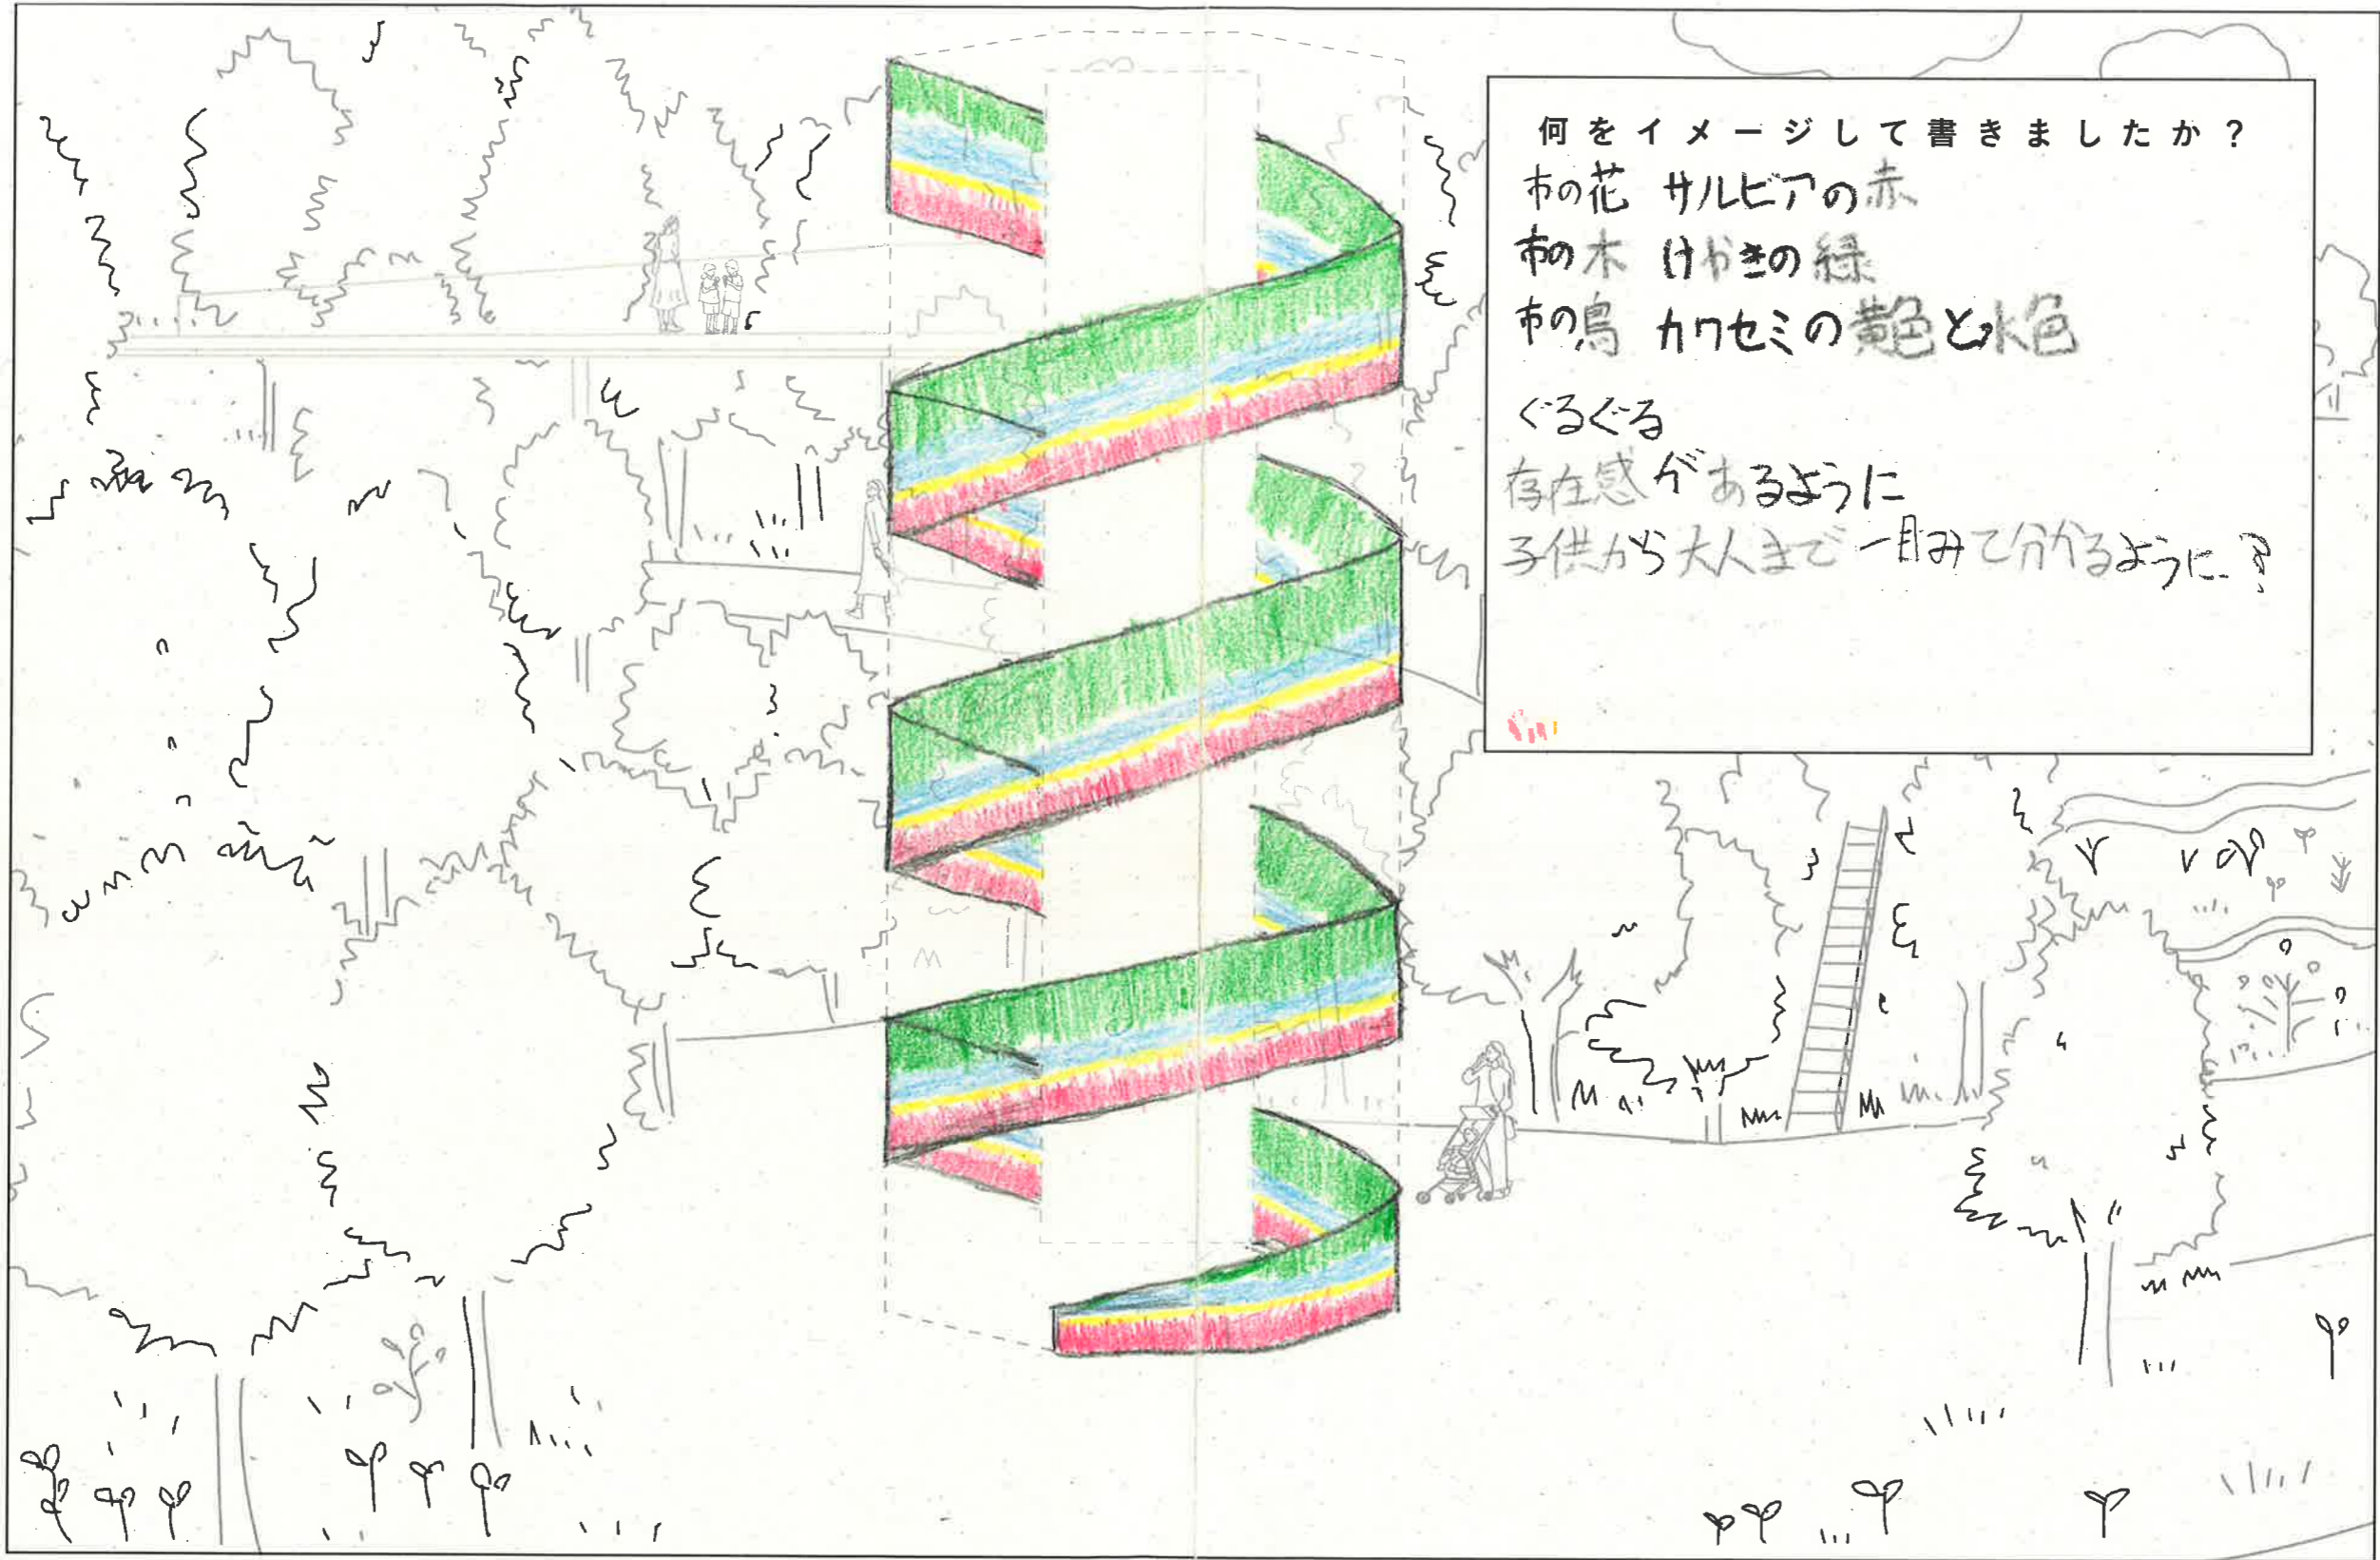 何をイメージして書きましたか？
市の花 サルビアの赤
市の木 けやきの緑
市の鳥 カワセミの黄色と水色
ぐるぐる
存在感があるように
子供から大人まで一目みて分かるように？